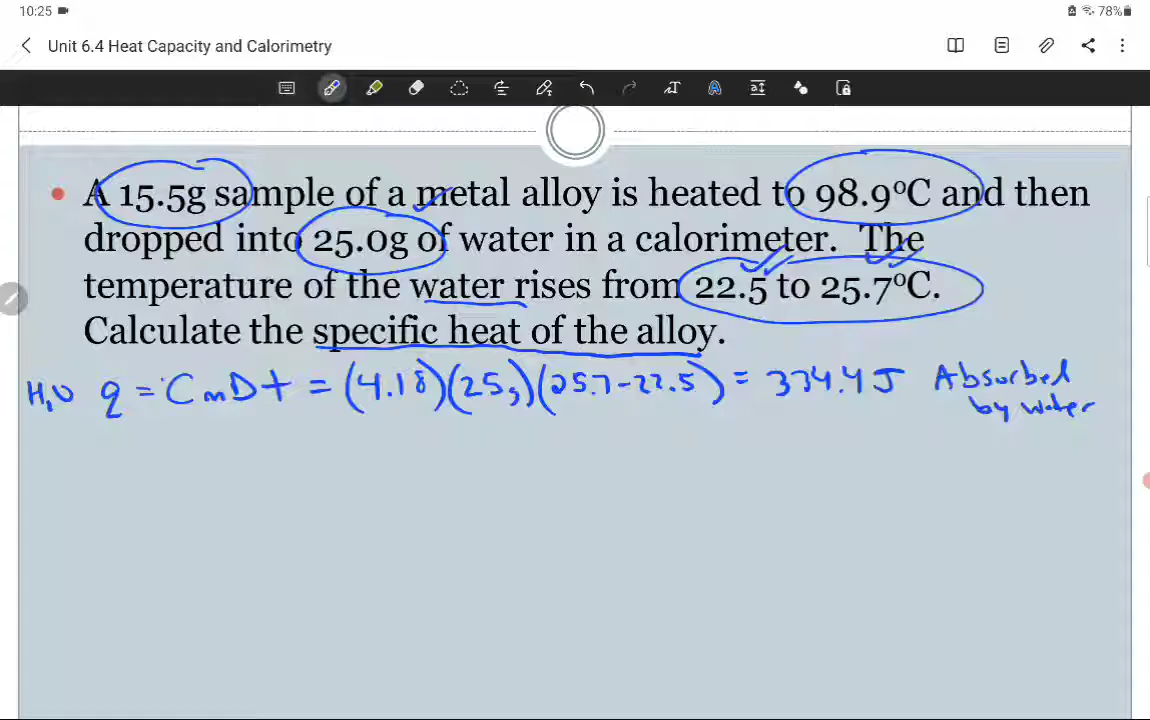 10:25 78%
Unit 6.4 Heat Capacity and Calorimetry
• A 15.5g sample of a metal alloy is heated to 98.9°C and then
dropped into 25.0g of water in a calorimeter. The
temperature of the water rises from 22.5 to 25.7°C.
Calculate the specific heat of the alloy.
H₂O q = CmDt = (4.18)(25g)(25.7-22.5) = 334.4J Absorbed
by water